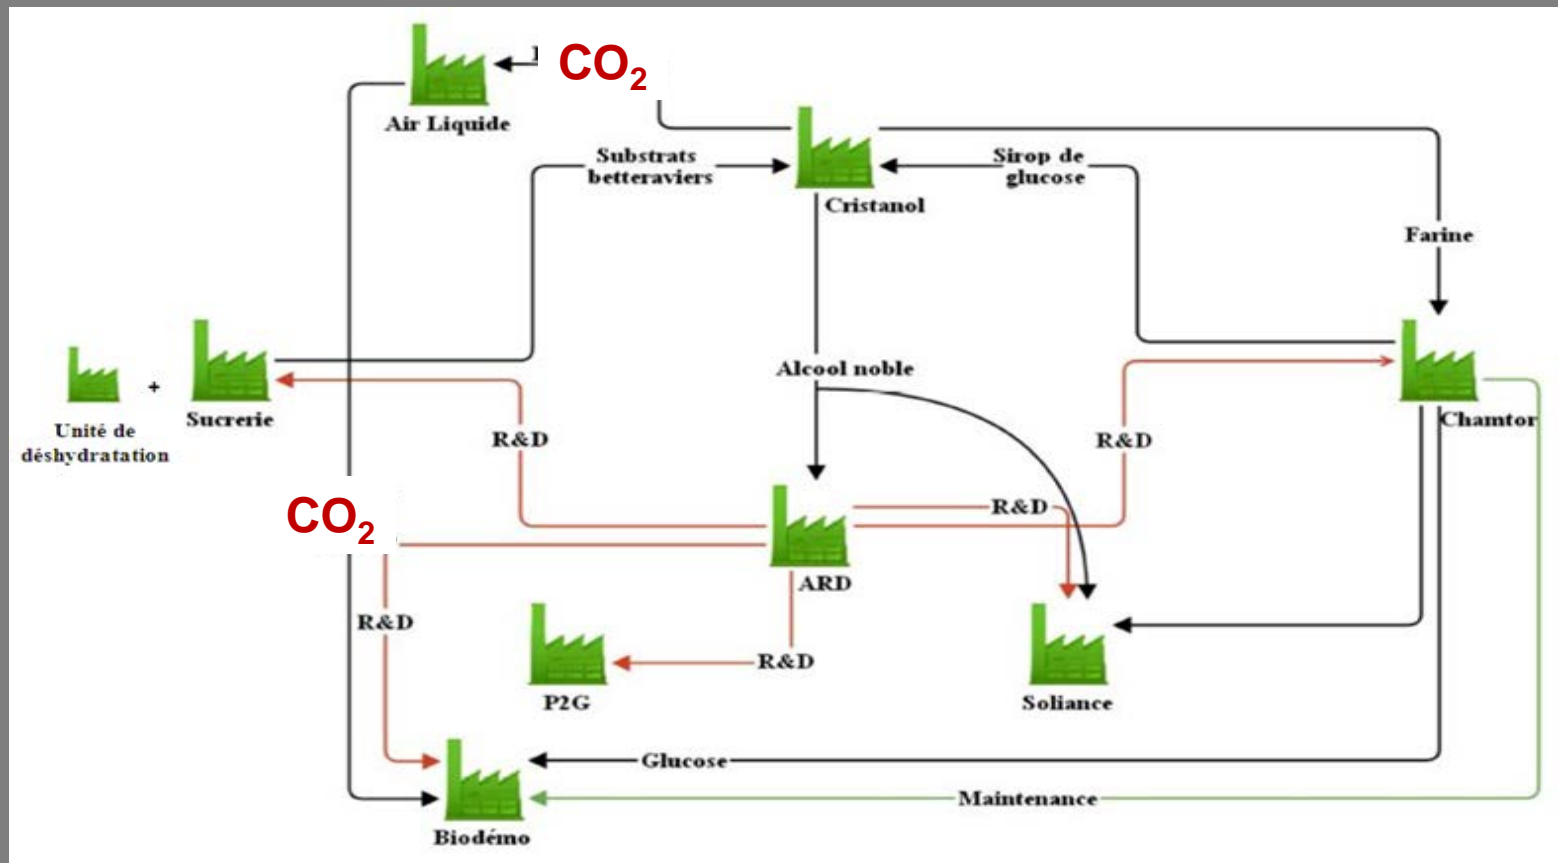 CO2
Air Liquide
Substrats
betteraviers
Sirop de
glucose
Cristanol
Farine
Alcool noble
+
Sucrerie
Unité de
déshydratation
R&D
R&D
Chamtor
CO2
R&D
ARD
R&D
R&D
P2G
Soliance
Glucose
Maintenance
Biodémo